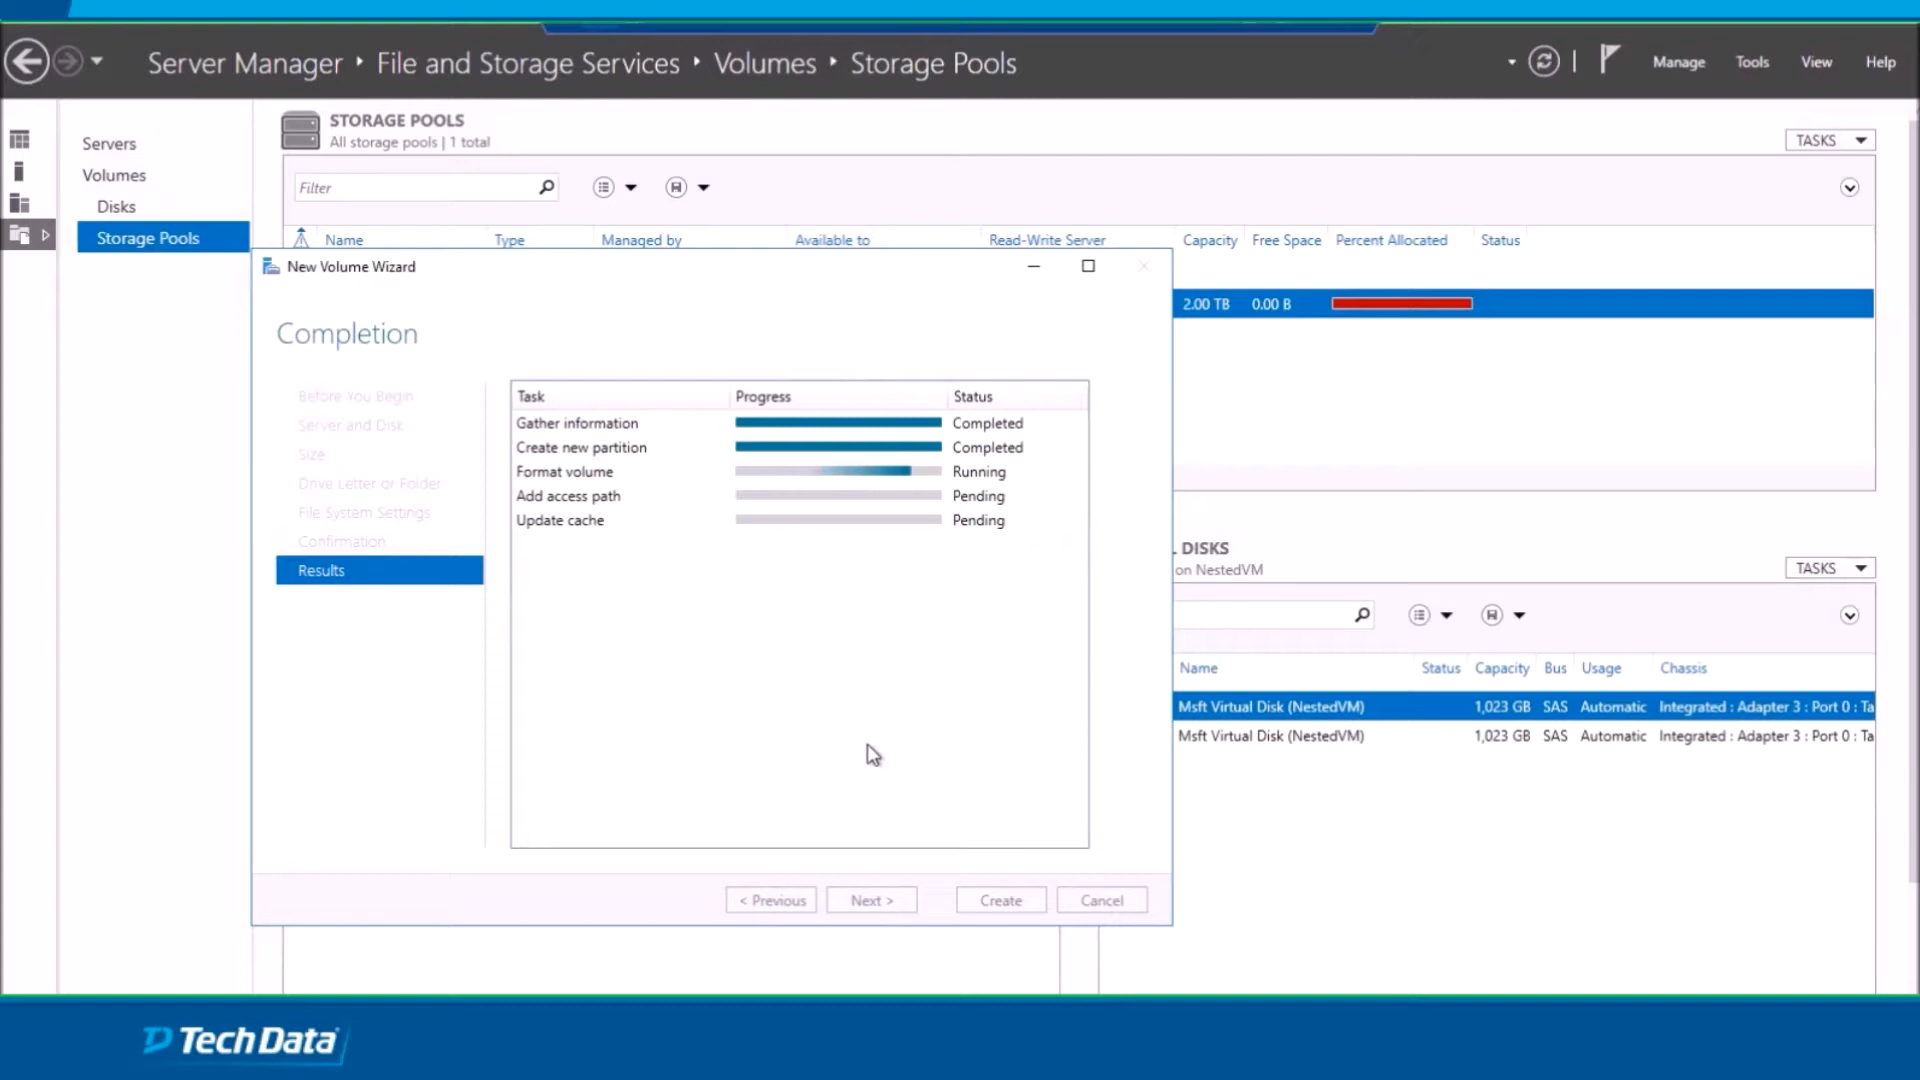 Server Manager ‣ File and Storage Services ‣ Volumes ‣ Storage Pools
Manage Tools View Help
Servers
Volumes
Disks
Storage Pools
STORAGE POOLS
All storage pools | 1 total
TASKS
Filter
Name Type Managed by Available to Read-Write Server Capacity Free Space Percent Allocated Status
2.00 TB 0.00 B
New Volume Wizard
Completion
Before You Begin
Server and Disk
Size
Drive Letter or Folder
File System Settings
Confirmation
Results
Task Progress Status
Gather information Completed
Create new partition Completed
Format volume Running
Add access path Pending
Update cache Pending
< Previous Next > Create Cancel
DISKS
on NestedVM
TASKS
Name Status Capacity Bus Usage Chassis
Msft Virtual Disk (NestedVM) 1,023 GB SAS Automatic Integrated : Adapter 3 : Port 0 : Ta
Msft Virtual Disk (NestedVM) 1,023 GB SAS Automatic Integrated : Adapter 3 : Port 0 : Ta
Tech Data